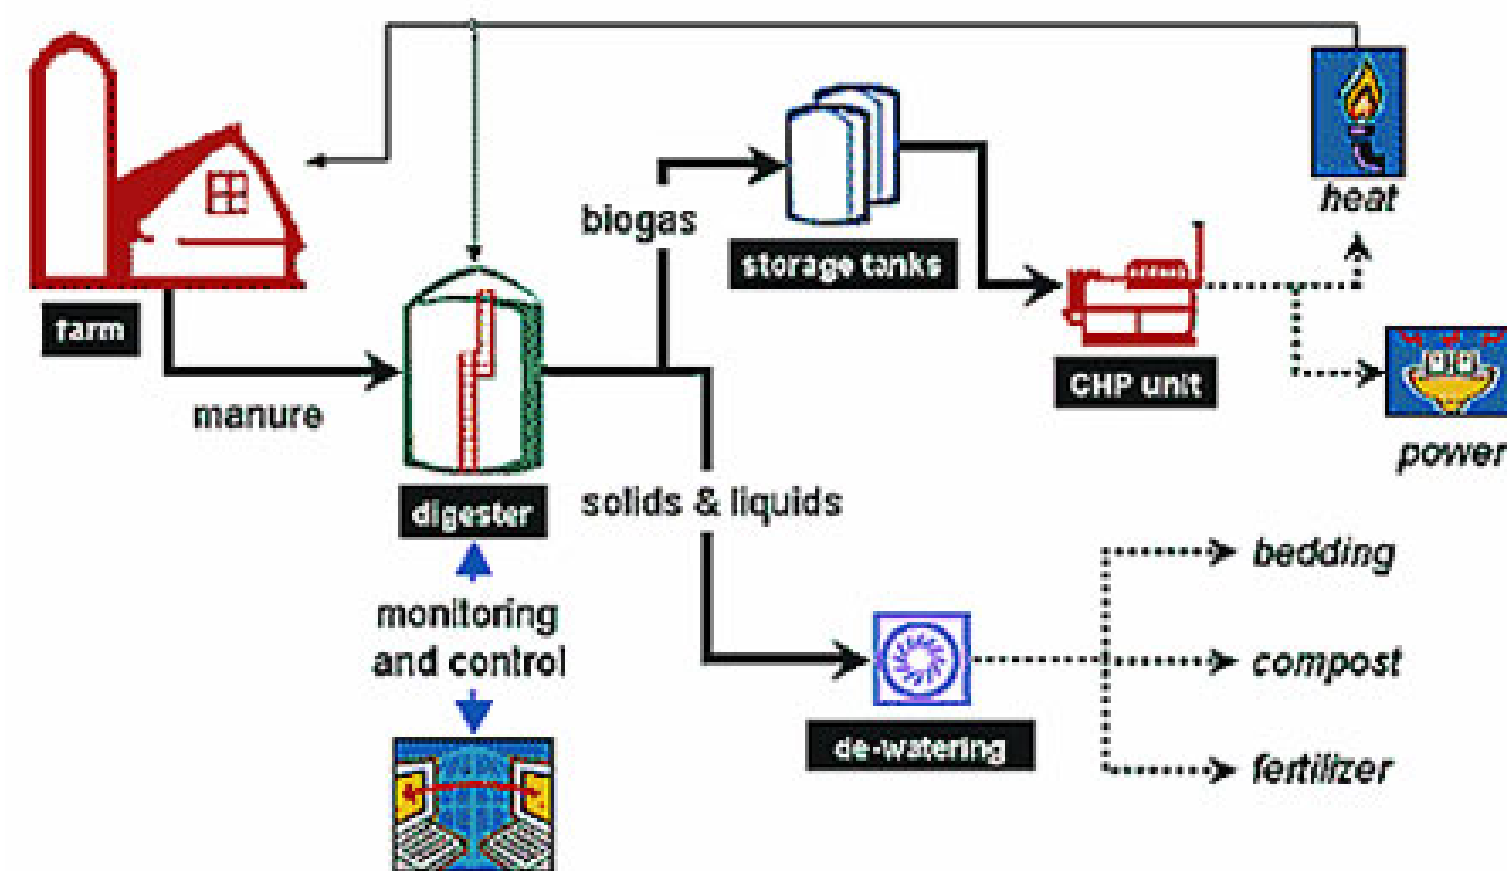 heat
biogas
storage tanks
farm
CHP unit
manure
power
digester
solids & liquids
monitoring
and control
bedding
compost
de-watering
fertilizer